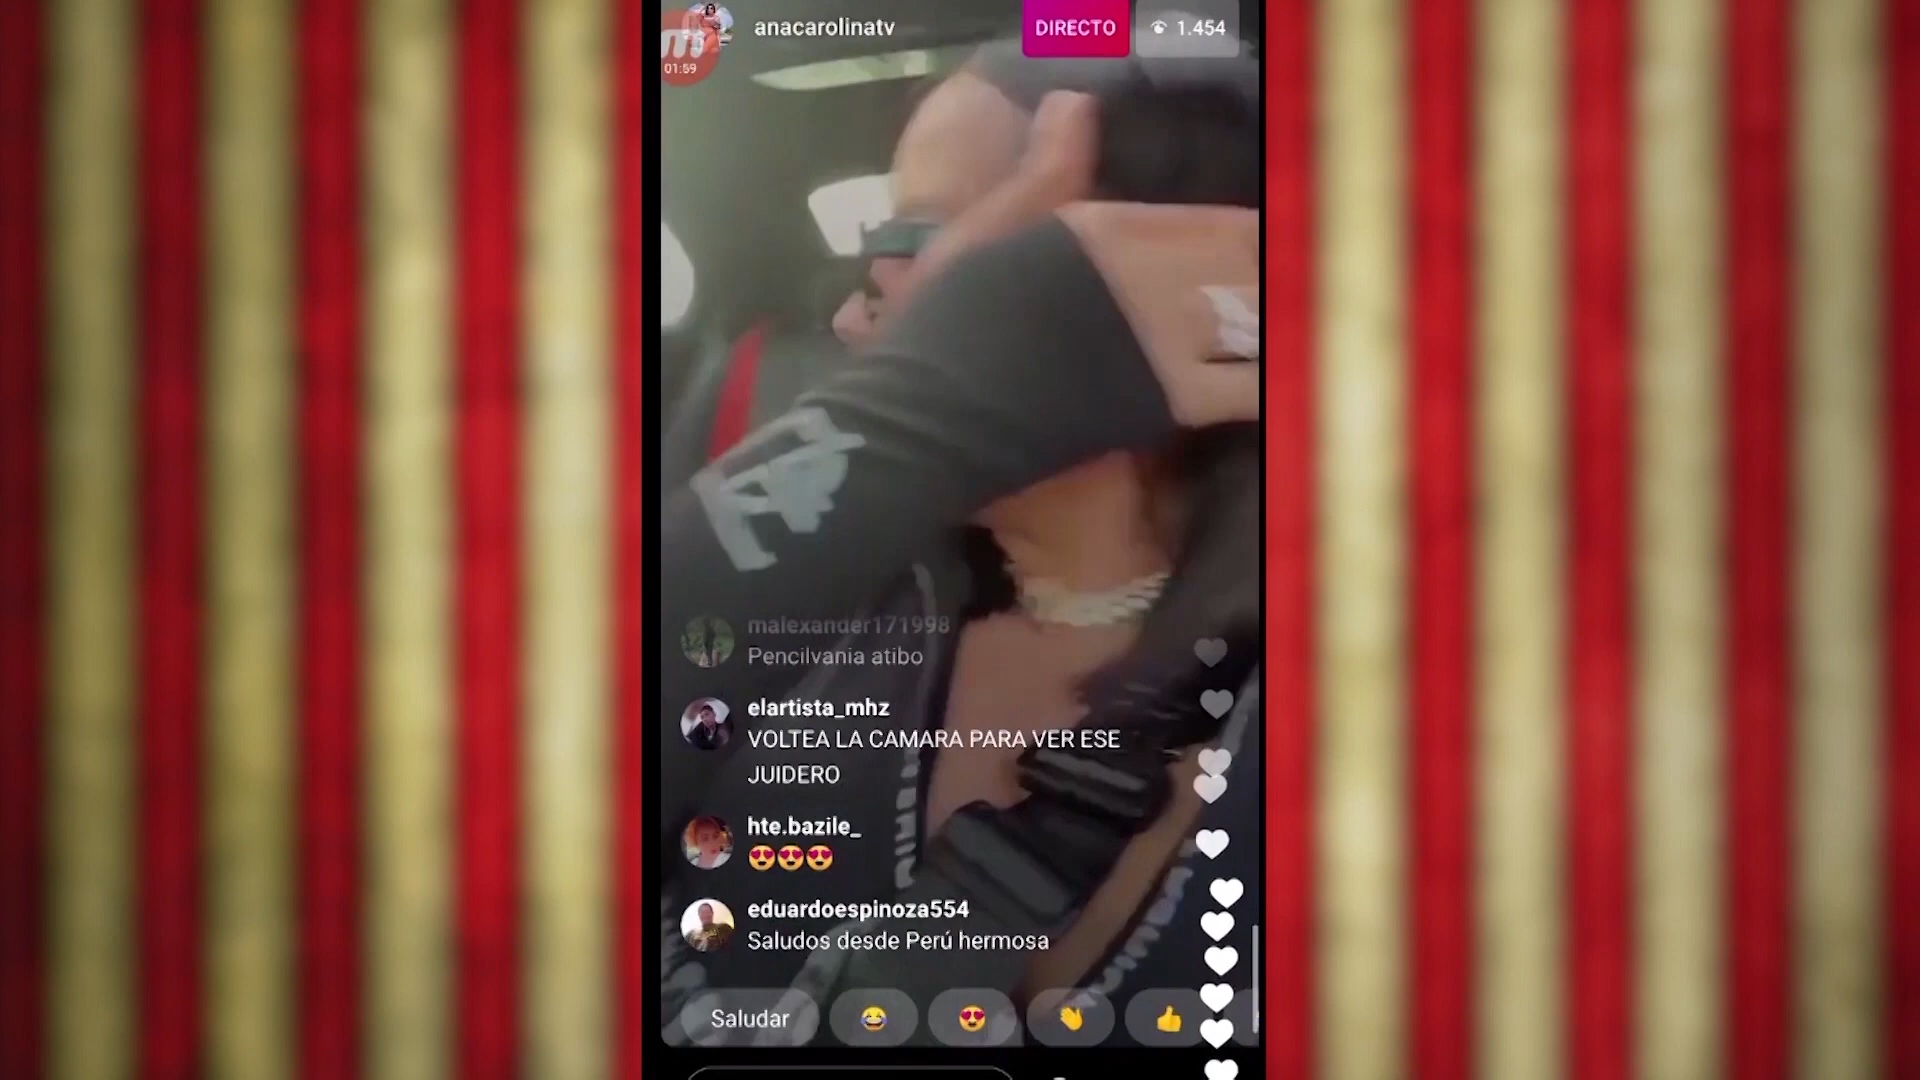 anacarolinatv
DIRECTO
1.454
01:59
malexander171998
Pencilvania atibo
elartista_mhz
VOLTEA LA CAMARA PARA VER ESE
JUIDERO
hte.bazile_
😍😍😍
eduardoespinoza554
Saludos desde Perú hermosa
Saludar